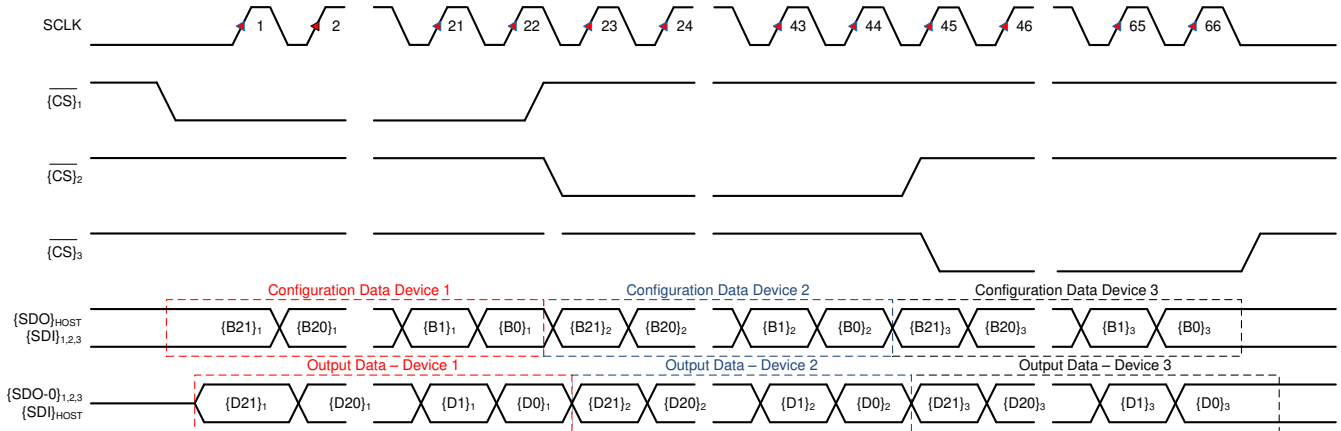 SCLK 1 2 21 22 23 24 43 44 45 46 65 66
{CS}1
{CS}2
{CS}3
Configuration Data Device 1 Configuration Data Device 2 Configuration Data Device 3
{SDO}HOST
{SDI}1,2,3
{B21}1 {B20}1 {B1}1 {B0}1 {B21}2 {B20}2 {B1}2 {B0}2 {B21}3 {B20}3 {B1}3 {B0}3
Output Data – Device 1 Output Data – Device 2 Output Data – Device 3
{SDO-0}1,2,3
{SDI}HOST
{D21}1 {D20}1 {D1}1 {D0}1 {D21}2 {D20}2 {D1}2 {D0}2 {D21}3 {D20}3 {D1}3 {D0}3